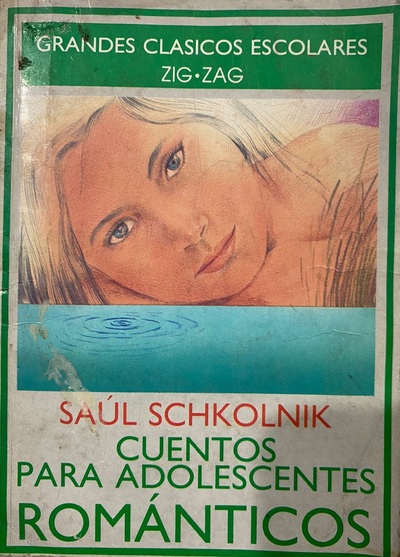 GRANDES CLASICOS ESCOLARES
ZIG•ZAG
SAÚL SCHKOLNIK
CUENTOS
PARA ADOLESCENTES
ROMÁNTICOS